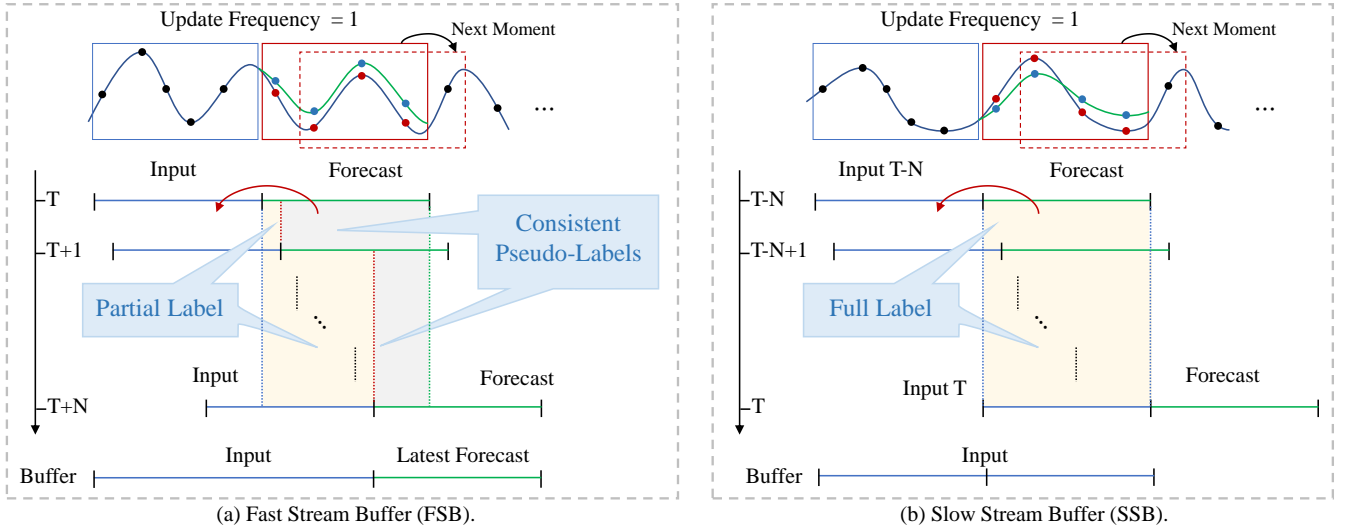 Update Frequency = 1
Next Moment
...
Input
Forecast
T
T+1
Consistent
Pseudo-Labels
Partial Label
Input
Forecast
T+N
Input
Latest Forecast
Buffer
(a) Fast Stream Buffer (FSB).
Update Frequency = 1
Next Moment
...
Input T-N
Forecast
T-N
T-N+1
Full Label
Input T
Forecast
T
Input
Buffer
(b) Slow Stream Buffer (SSB).